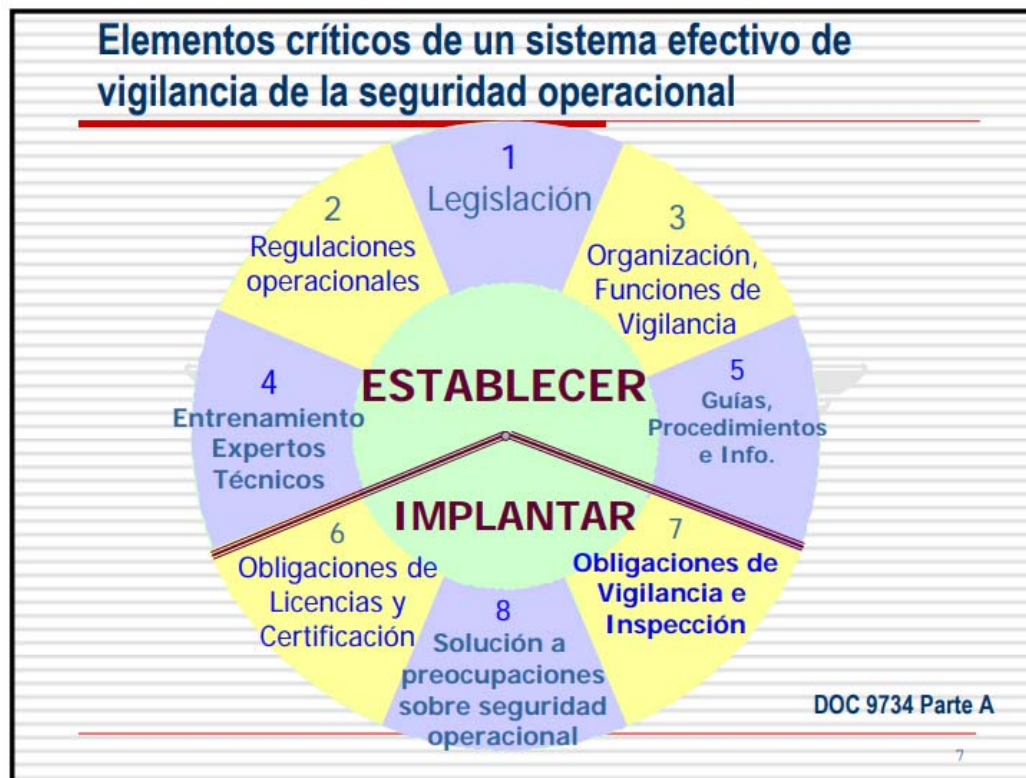 Elementos críticos de un sistema efectivo de
vigilancia de la seguridad operacional
1
Legislación
2
Regulaciones
operacionales
3
Organización,
Funciones de
Vigilancia
4
Entrenamiento
Expertos
Técnicos
ESTABLECER
5
Guías,
Procedimientos
e Info.
IMPLANTAR
6
Obligaciones de
Licencias y
Certificación
7
Obligaciones de
Vigilancia e
Inspección
8
Solución a
preocupaciones
sobre seguridad
operacional
DOC 9734 Parte A
7